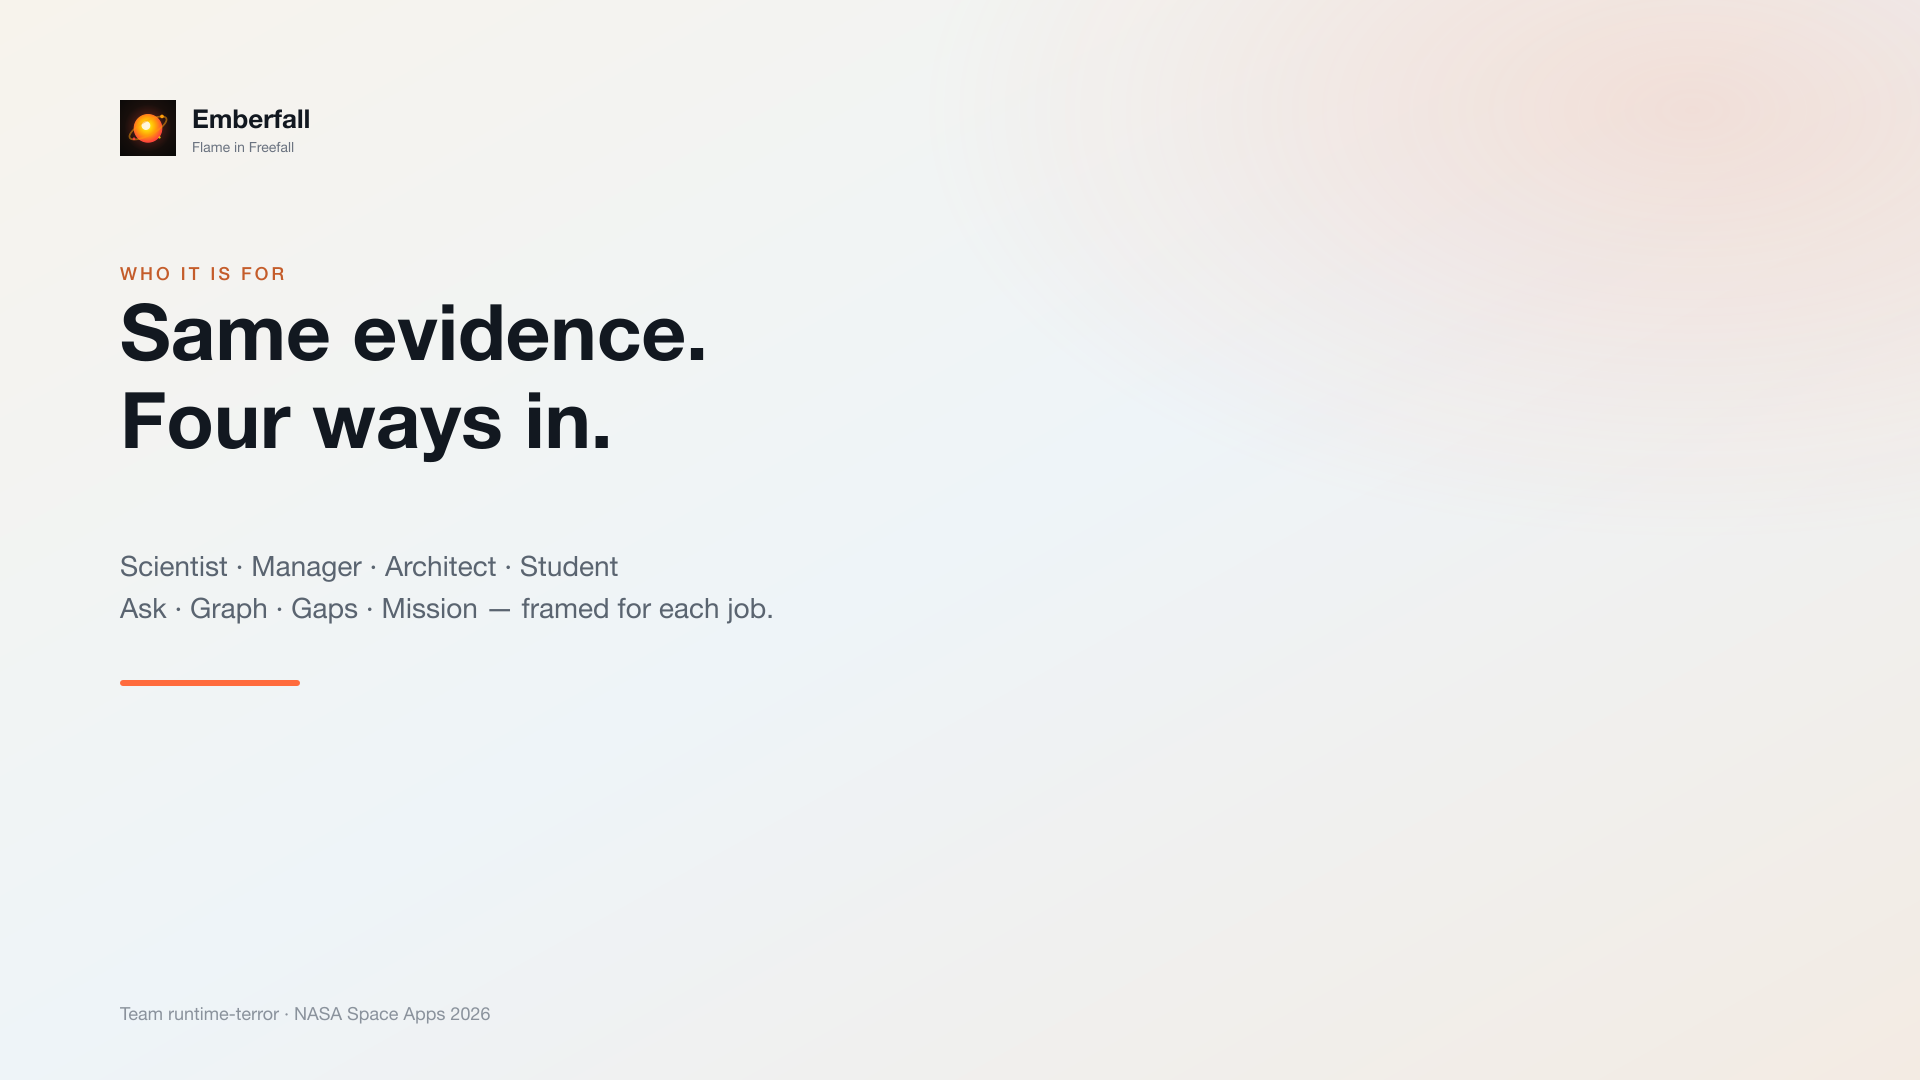 Emberfall
Flame in Freefall
WHO IT IS FOR
Same evidence.
Four ways in.
Scientist · Manager · Architect · Student
Ask · Graph · Gaps · Mission — framed for each job.
Team runtime-terror · NASA Space Apps 2026